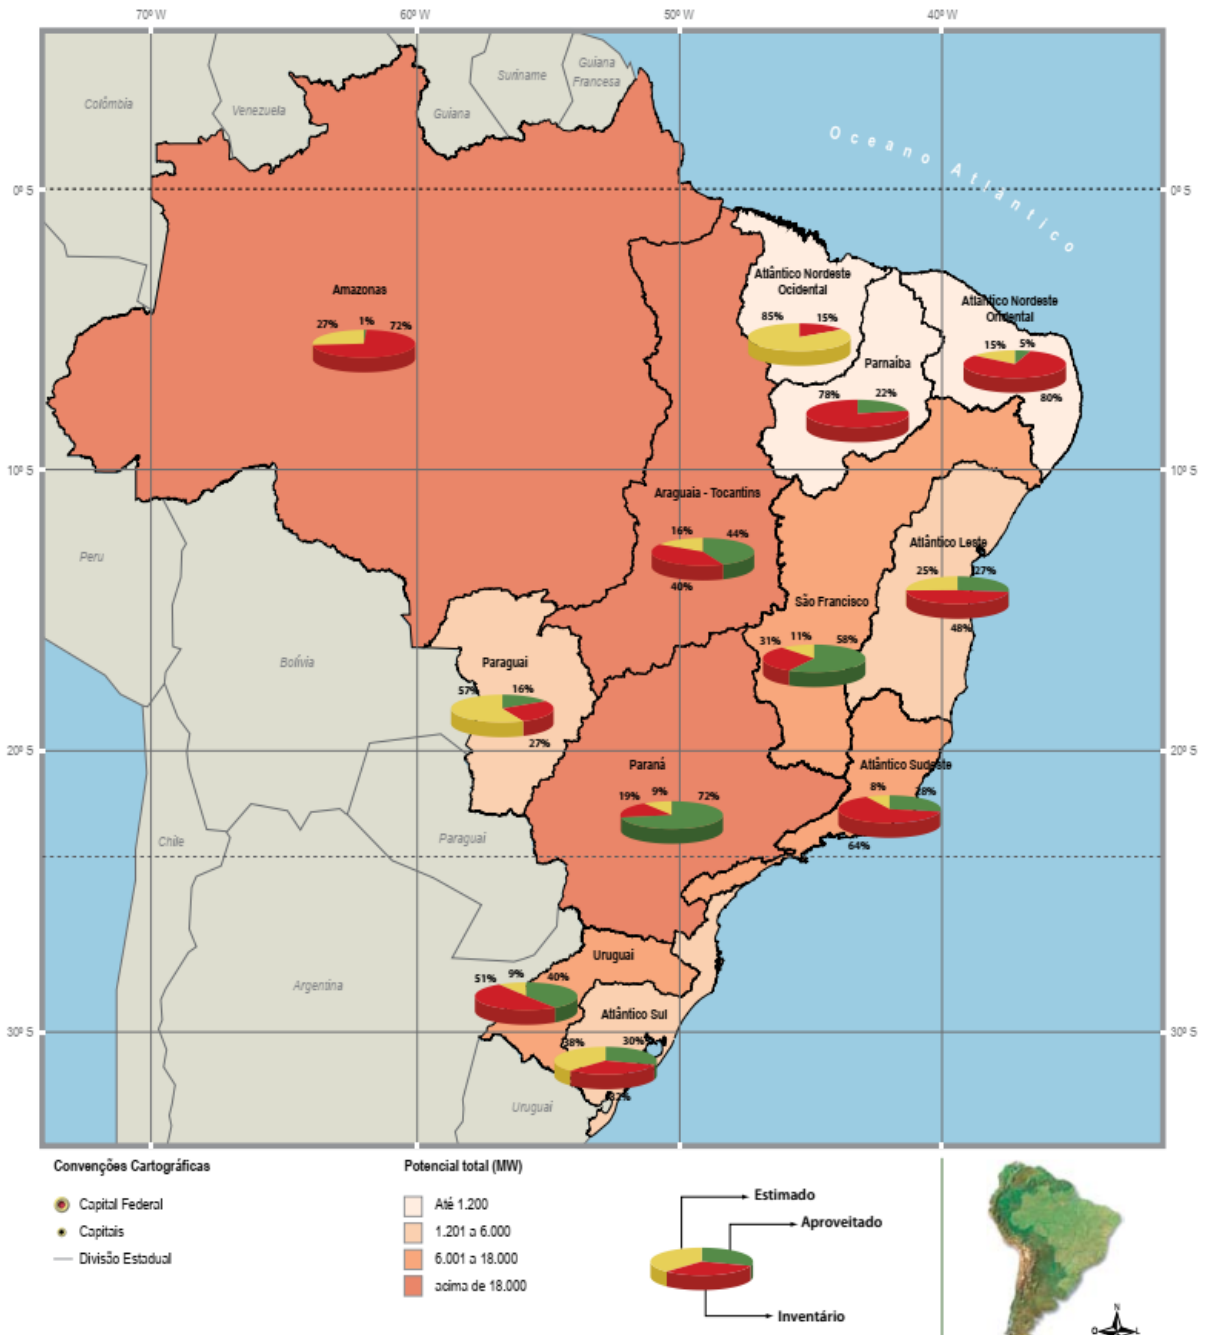 70º W
60º W
50º W
40º W
Colômbia
Venezuela
Suriname
Guiana
Francesa
Guiana
Oceano Atlantico
0º S
0º S
Amazonas
27%
1%
72%
Atlântico Nordeste
Ocidental
85%
15%
Atlântico Nordeste
Oridental
15%
5%
80%
Parnaíba
78%
22%
10º S
10º S
Araguaia - Tocantins
16%
44%
40%
Peru
Atlântico Leste
25%
27%
48%
São Francisco
31%
11%
58%
Bolívia
Paraguai
57%
16%
27%
20º S
20º S
Paraná
19%
9%
72%
Atlântico Sudeste
8%
28%
64%
Chile
Paraguai
Uruguai
51%
9%
40%
Argentina
Atlântico Sul
38%
30%
32%
30º S
30º S
Uruguai
Convenções Cartográficas
Capital Federal
Capitais
Divisão Estadual
Potencial total (MW)
Até 1.200
1.201 a 6.000
6.001 a 18.000
acima de 18.000
Estimado
Aproveitado
Inventário
N
O
L